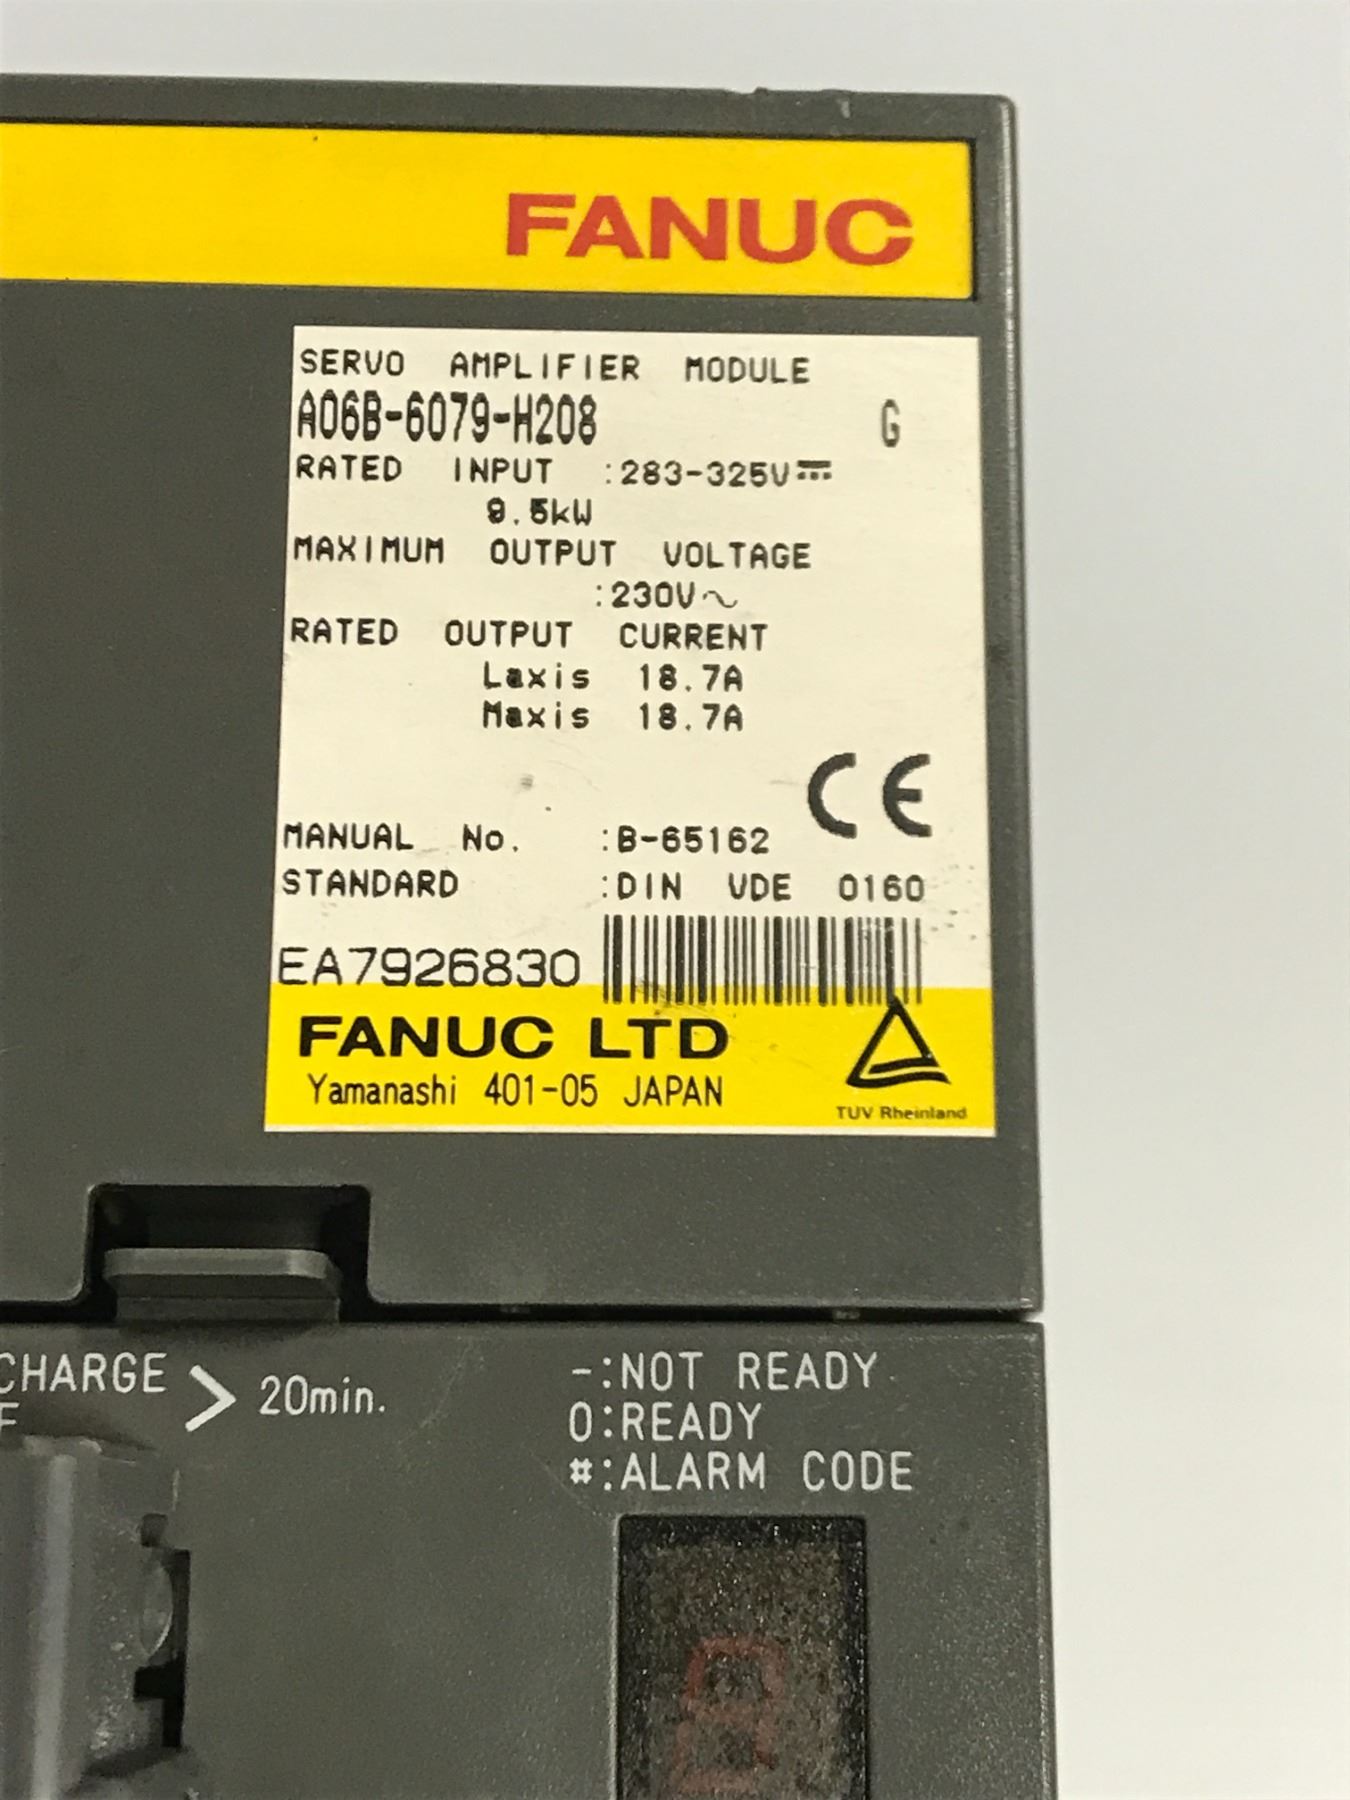 FANUC
SERVO AMPLIFIER MODULE
A06B-6079-H208 G
RATED INPUT :283-325V⎓
9.5kW
MAXIMUM OUTPUT VOLTAGE
:230V~
RATED OUTPUT CURRENT
Laxis 18.7A
Maxis 18.7A
CE
MANUAL No. :B-65162
STANDARD :DIN VDE 0160
EA7926830
FANUC LTD
Yamanashi 401-05 JAPAN
TUV Rheinland
CHARGE > 20min.
-:NOT READY
0:READY
#:ALARM CODE